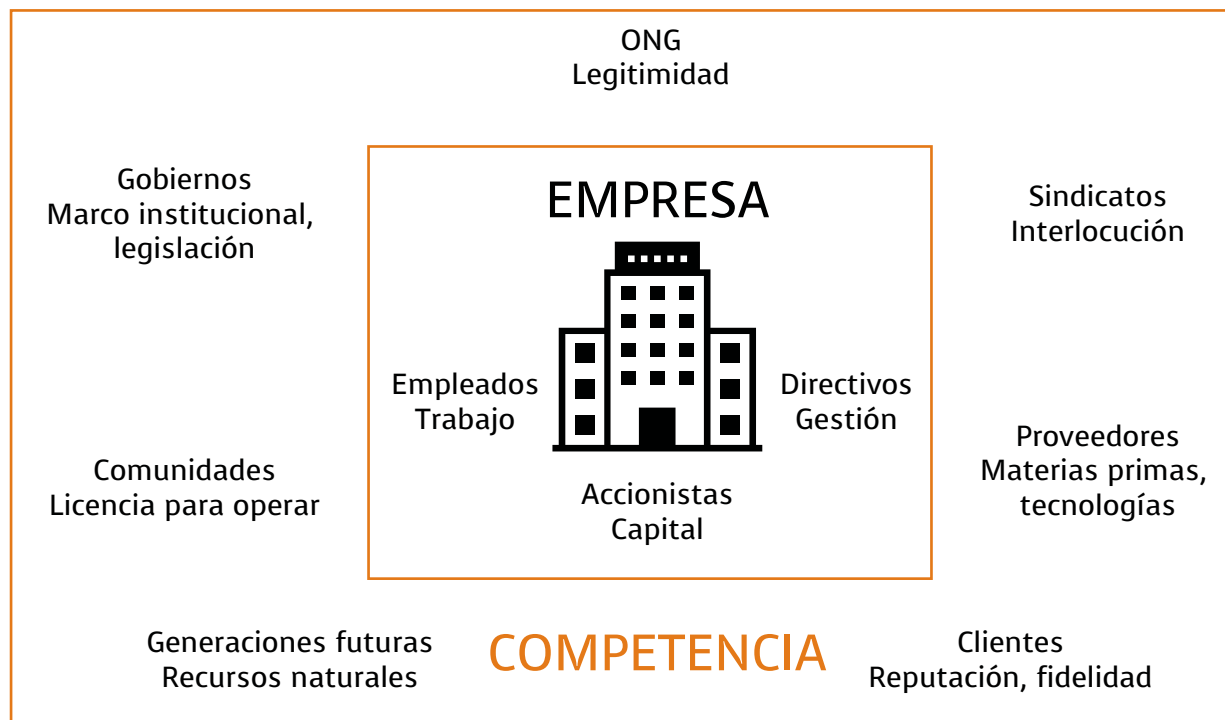 ONG
Legitimidad
Gobiernos
Marco institucional,
legislación
EMPRESA
Sindicatos
Interlocución
Empleados
Trabajo
Directivos
Gestión
Comunidades
Licencia para operar
Accionistas
Capital
Proveedores
Materias primas,
tecnologías
Generaciones futuras
Recursos naturales
COMPETENCIA
Clientes
Reputación, fidelidad